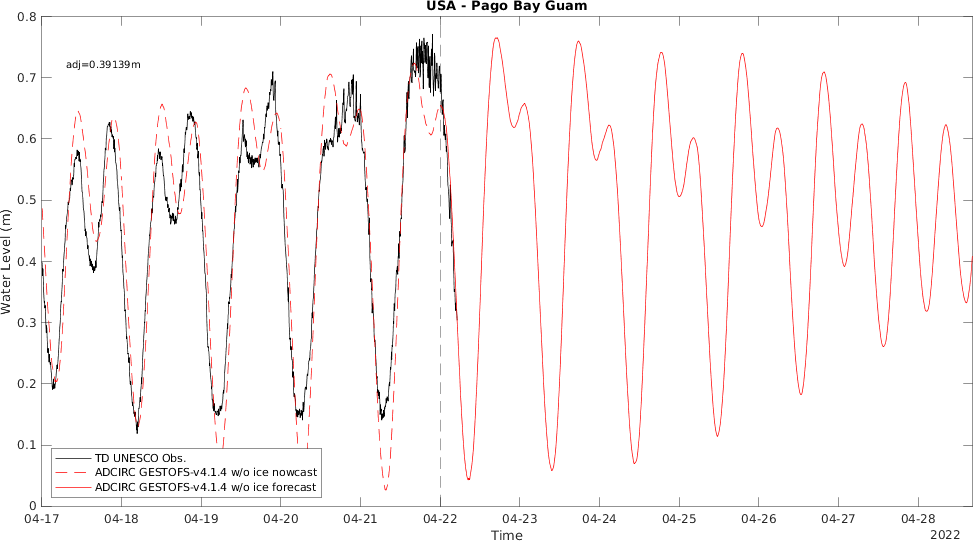 USA - Pago Bay Guam
adj=0.39139m
0.8
0.7
0.6
0.5
0.4
0.3
0.2
0.1
0
Water Level (m)
TD UNESCO Obs.
ADCIRC GESTOFS-v4.1.4 w/o ice nowcast
ADCIRC GESTOFS-v4.1.4 w/o ice forecast
04-17 04-18 04-19 04-20 04-21 04-22 04-23 04-24 04-25 04-26 04-27 04-28
Time
2022